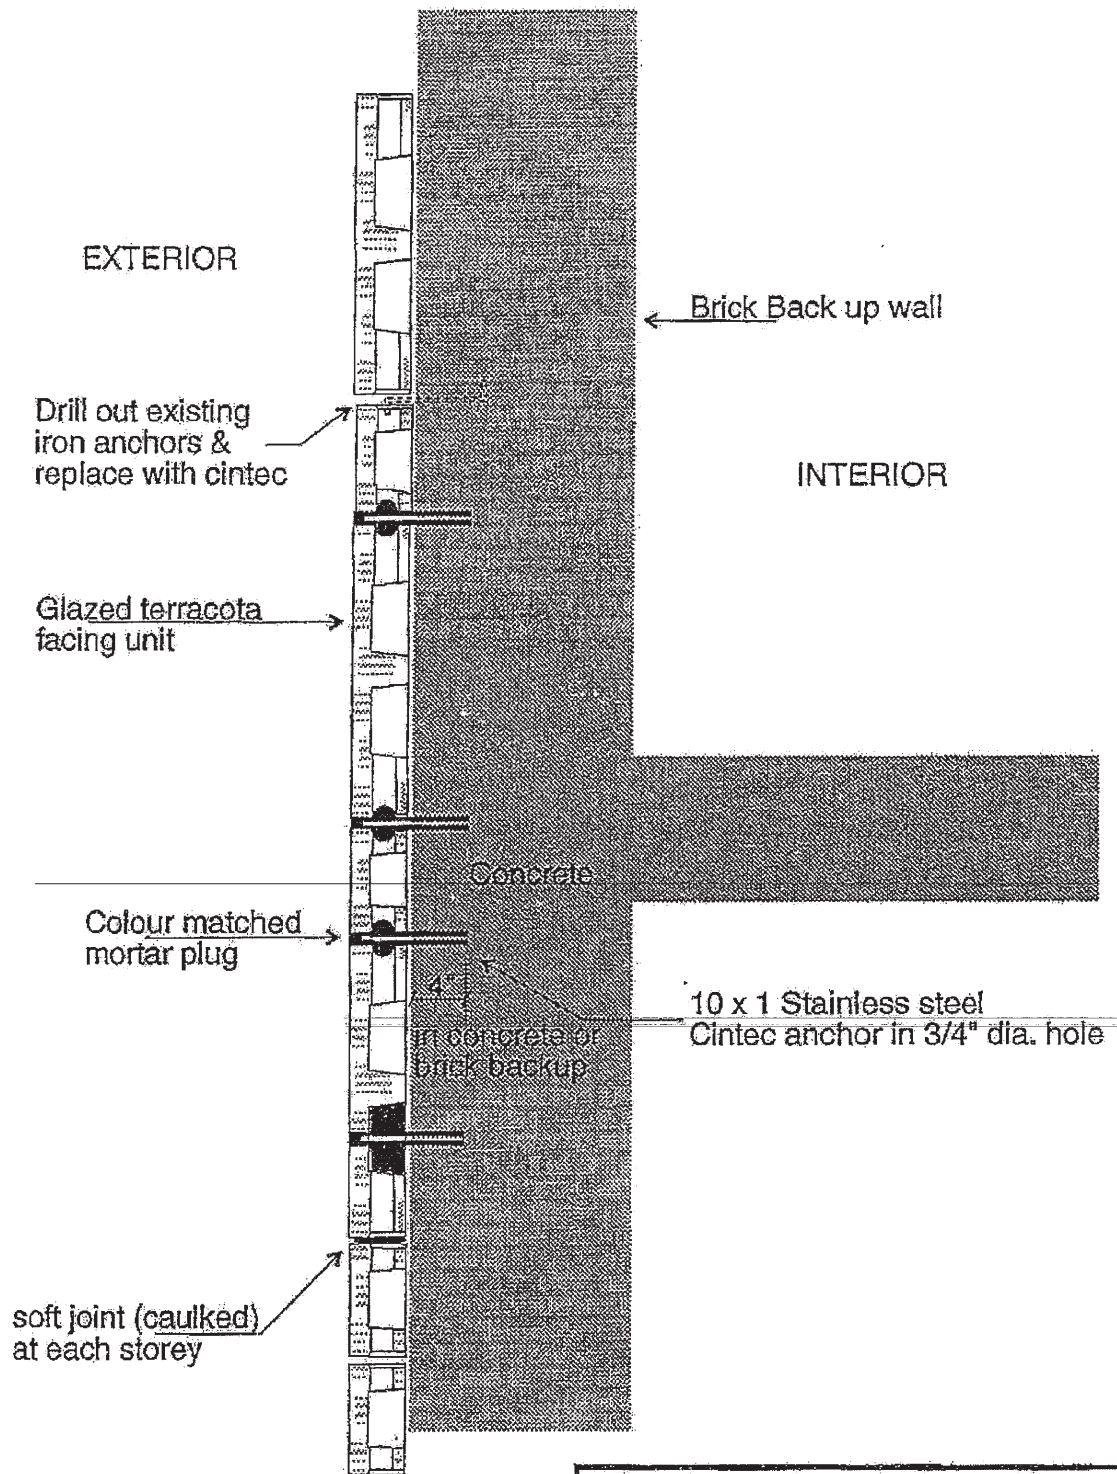 EXTERIOR
Brick Back up wall
Drill out existing
iron anchors &
replace with cintec
INTERIOR
Glazed terracota
facing unit
Concrete
Colour matched
mortar plug
4"
10 x 1 Stainless steel
Cintec anchor in 3/4" dia. hole
in concrete or
brick backup
soft joint (caulked)
at each storey